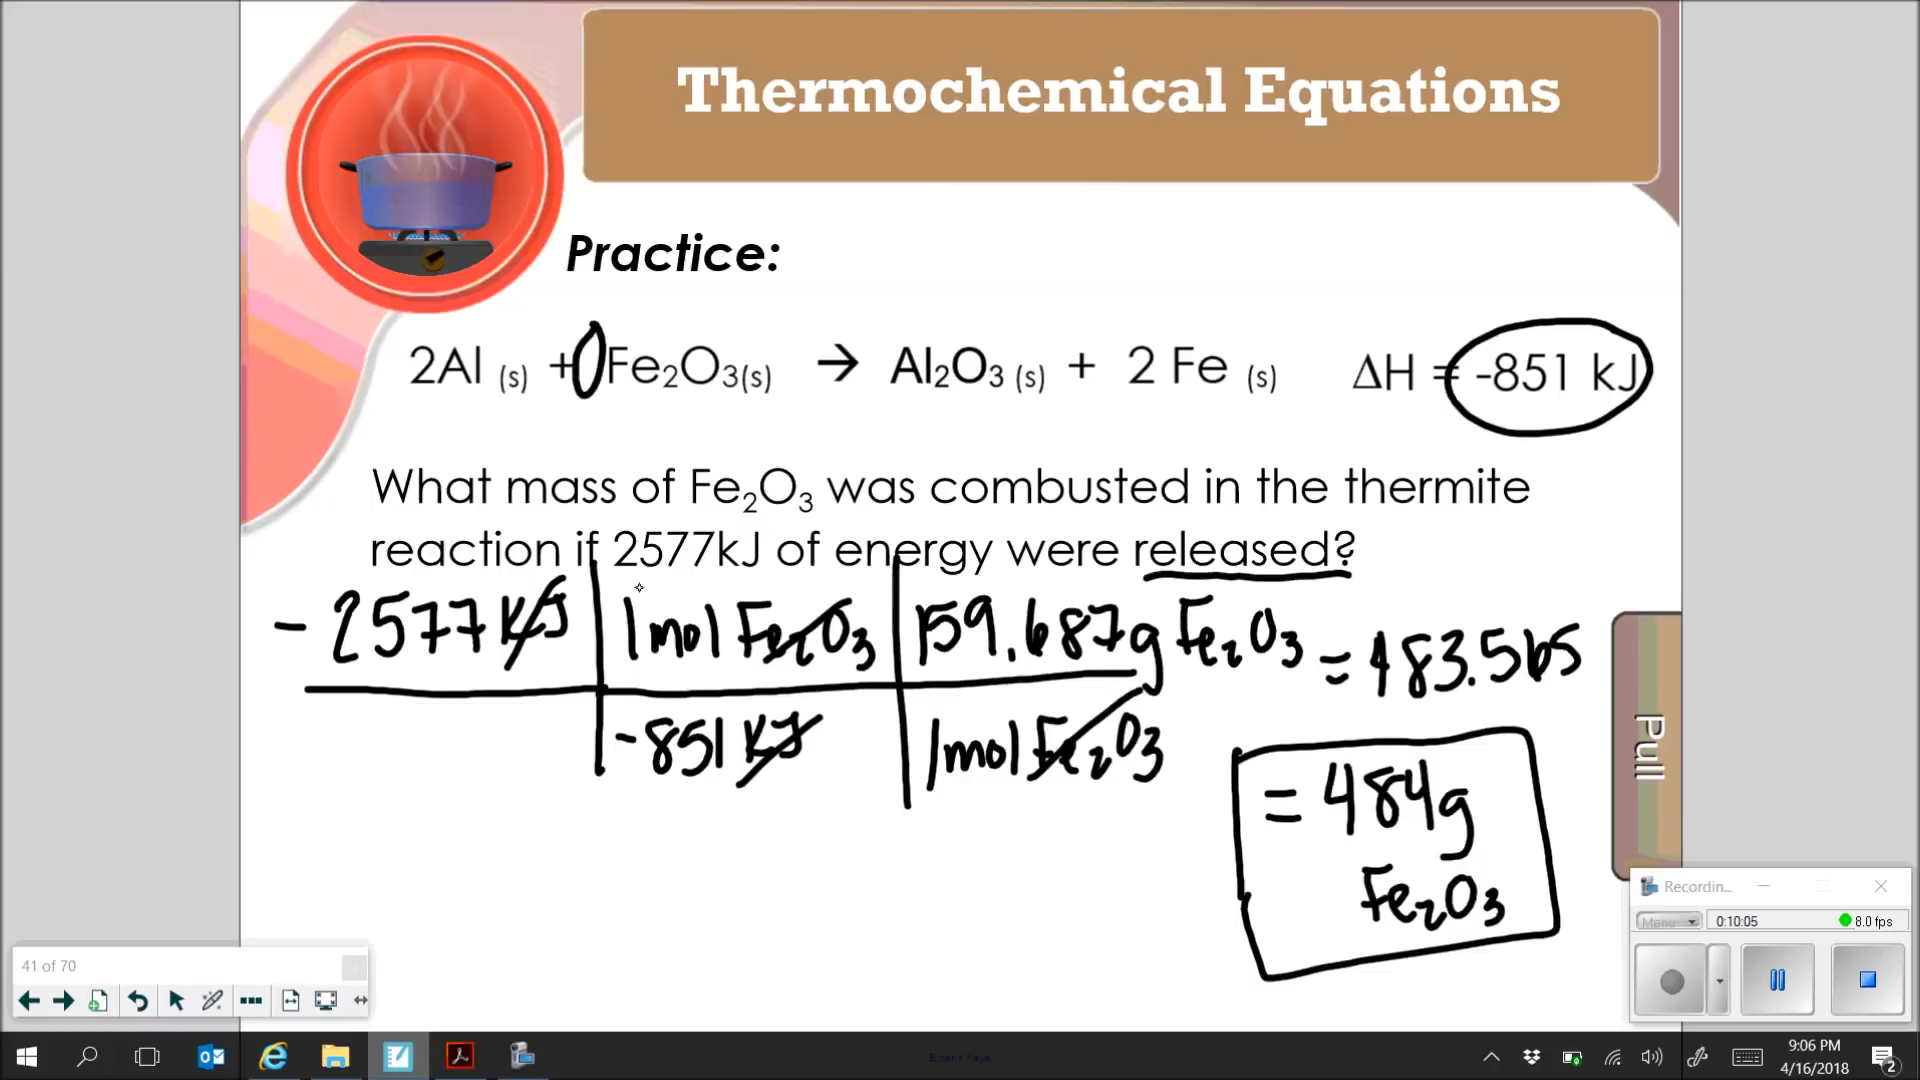 Thermochemical Equations
Practice:
2Al (s) + Fe₂O₃(s) → Al₂O₃ (s) + 2 Fe (s) ΔH = -851 kJ
What mass of Fe₂O₃ was combusted in the thermite
reaction if 2577kJ of energy were released?
- 2577 kJ | 1 mol Fe₂O₃ | 159.687g Fe₂O₃ = 483.565
-851 kJ | 1 mol Fe₂O₃
= 484g
Fe₂O₃
Pull
Recordin...
Menu 0:10:05 8.0 fps
41 of 70
9:06 PM
4/16/2018
2